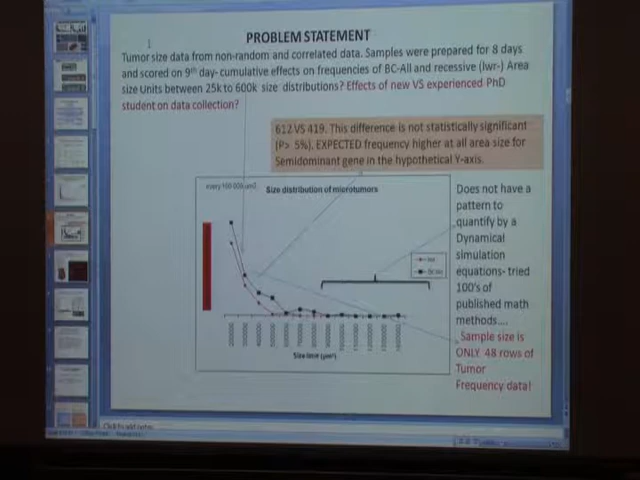 PROBLEM STATEMENT
Tumor size data from non-random and correlated data. Samples were prepared for 8 days
and scored on 9th day- cumulative effects on frequencies of BC-All and recessive (lwr-) Area
size Units between 25k to 600k size distributions? Effects of new VS experienced PhD
student on data collection?
612 VS 419. This difference is not statistically significant
(P> 5%). EXPECTED frequency higher at all area size for
Semidominant gene in the hypothetical Y-axis.
Size distribution of microtumors
Size limit (µm²)
Does not have a
pattern to
quantify by a
Dynamical
simulation
equations- tried
100's of
published math
methods....
Sample size is
ONLY 48 rows of
Tumor
Frequency data!
Click to add notes